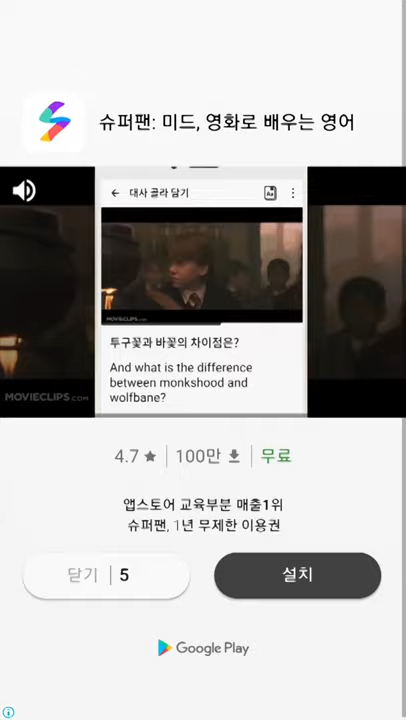 슈퍼팬: 미드, 영화로 배우는 영어
대사 골라 담기
MOVIECLIPS.COM
투구꽃과 바꽃의 차이점은?
And what is the difference
between monkshood and
wolfbane?
MOVIECLIPS.COM
4.7 ★ | 100만 | 무료
앱스토어 교육부분 매출1위
슈퍼팬, 1년 무제한 이용권
닫기 | 5
설치
Google Play